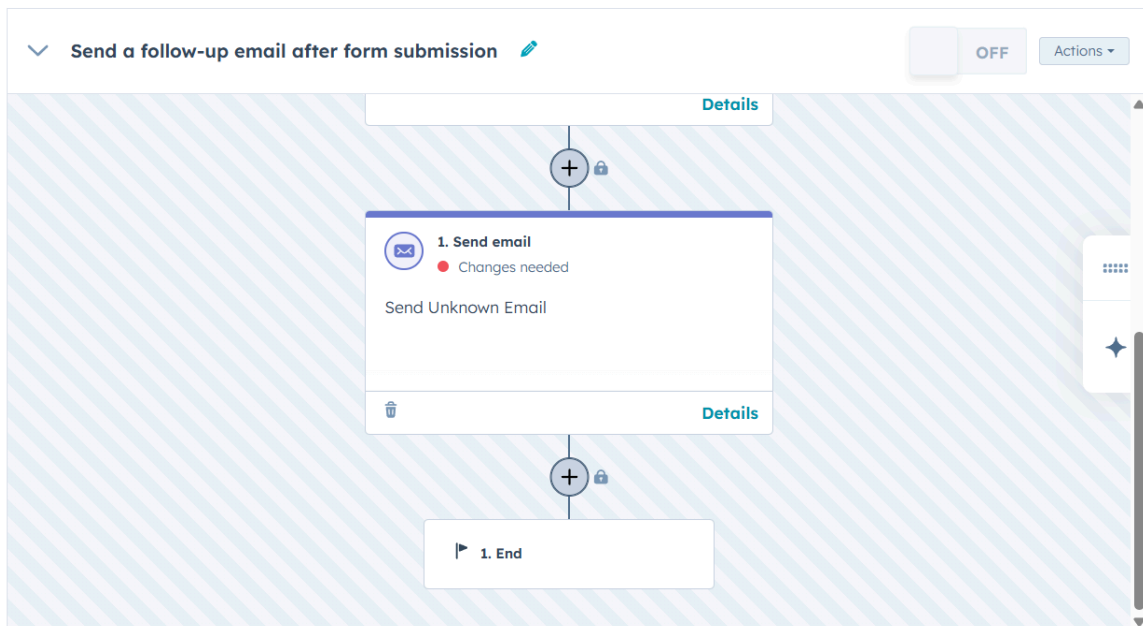 Send a follow-up email after form submission
OFF
Actions
Details
1. Send email
Changes needed
Send Unknown Email
Details
1. End